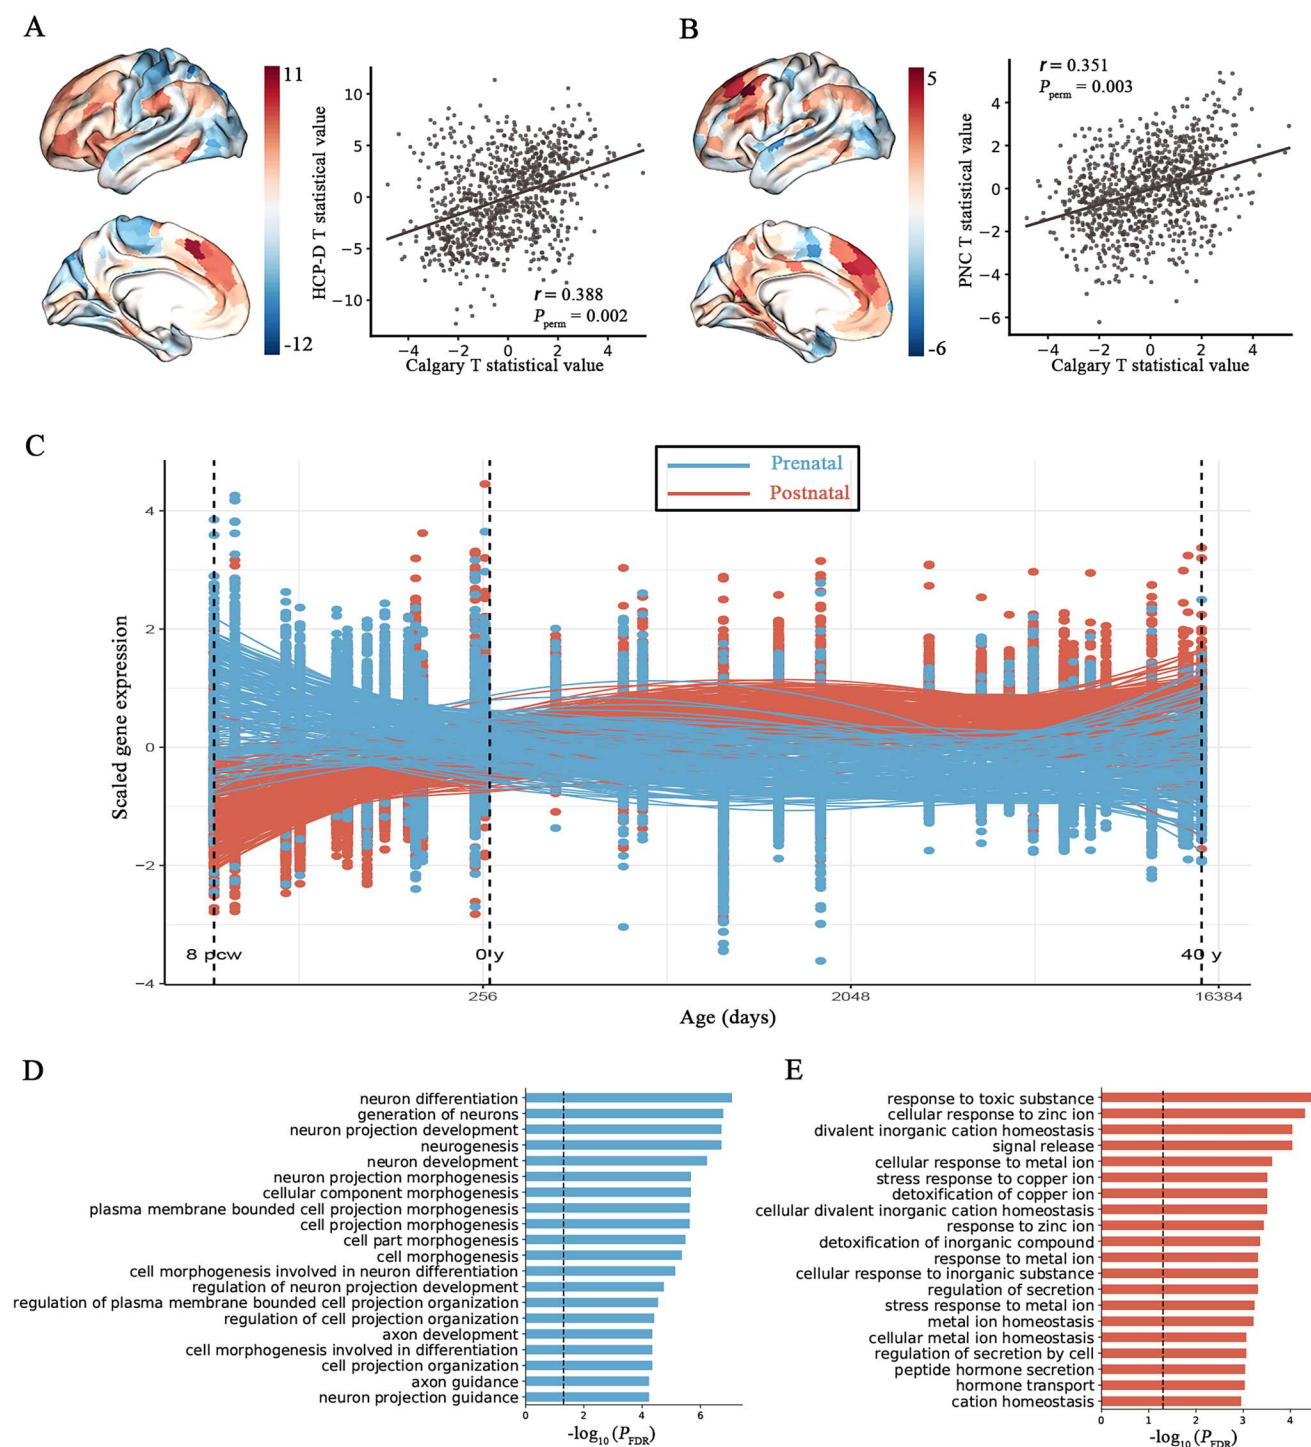 A
11
-12
HCP-D T statistical value
10
5
0
−5
−10
r=0.388
Pperm = 0.002
−4 −2 0 2 4
Calgary T statistical value
B
5
-6
PNC T statistical value
r=0.351
Pperm = 0.003
4
2
0
−2
−4
−6
−4 −2 0 2 4
Calgary T statistical value
C
Prenatal
Postnatal
Scaled gene expression
4
2
0
−2
−4
8 pcw 0 y 40 y
256 2048 16384
Age (days)
D
neuron differentiation
generation of neurons
neuron projection development
neurogenesis
neuron development
neuron projection morphogenesis
cellular component morphogenesis
plasma membrane bounded cell projection morphogenesis
cell projection morphogenesis
cell part morphogenesis
cell morphogenesis
cell morphogenesis involved in neuron differentiation
regulation of neuron projection development
regulation of plasma membrane bounded cell projection organization
regulation of cell projection organization
axon development
cell morphogenesis involved in differentiation
cell projection organization
axon guidance
neuron projection guidance
0 2 4 6
-log10 (PFDR)
E
response to toxic substance
cellular response to zinc ion
divalent inorganic cation homeostasis
signal release
cellular response to metal ion
stress response to copper ion
detoxification of copper ion
cellular divalent inorganic cation homeostasis
response to zinc ion
detoxification of inorganic compound
response to metal ion
cellular response to inorganic substance
regulation of secretion
stress response to metal ion
metal ion homeostasis
cellular metal ion homeostasis
regulation of secretion by cell
peptide hormone secretion
hormone transport
cation homeostasis
0 1 2 3 4
-log10 (PFDR)